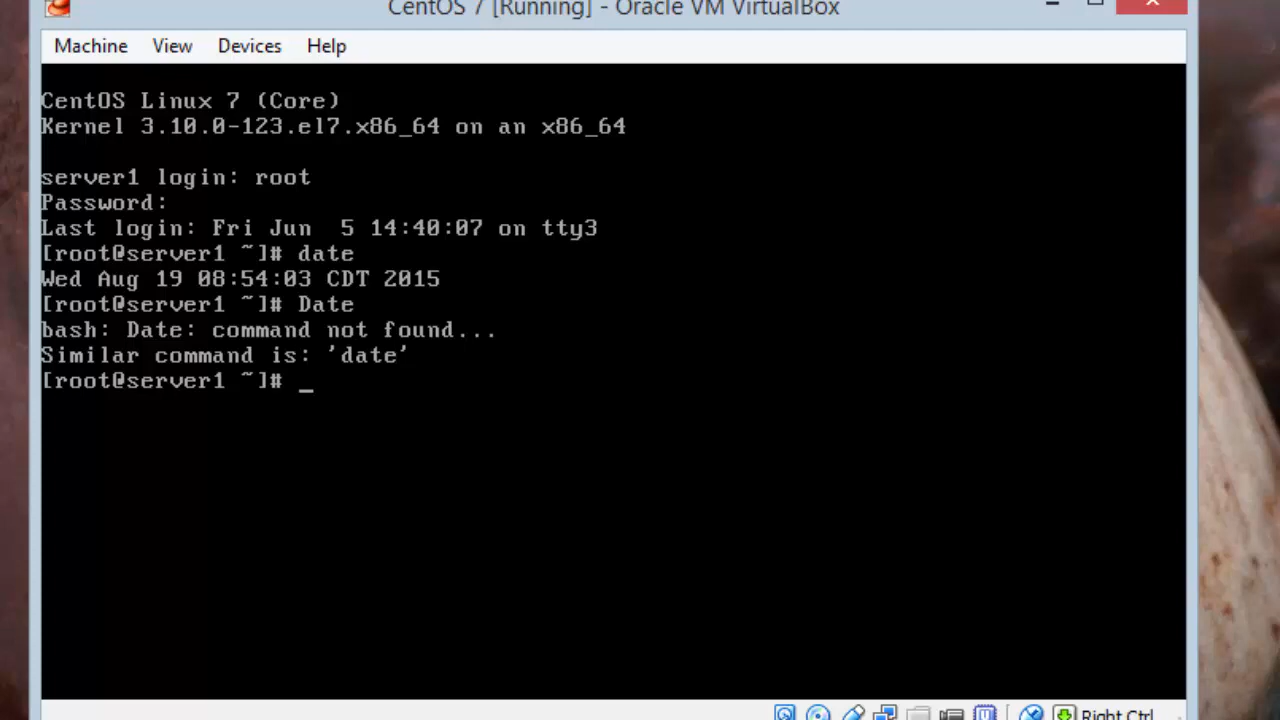 CentOS 7 [Running] - Oracle VM VirtualBox
Machine View Devices Help
CentOS Linux 7 (Core)
Kernel 3.10.0-123.el7.x86_64 on an x86_64
server1 login: root
Password:
Last login: Fri Jun  5 14:40:07 on tty3
[root@server1 ~]# date
Wed Aug 19 08:54:03 CDT 2015
[root@server1 ~]# Date
bash: Date: command not found...
Similar command is: 'date'
[root@server1 ~]# _
Right Ctrl